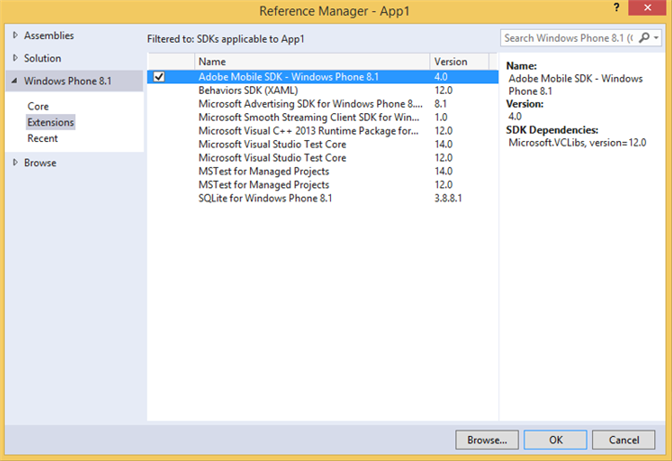 Reference Manager - App1
?
Assemblies
Solution
Windows Phone 8.1
Core
Extensions
Recent
Browse
Filtered to: SDKs applicable to App1
Search Windows Phone 8.1 (
Name Version
Adobe Mobile SDK - Windows Phone 8.1 4.0
Behaviors SDK (XAML) 12.0
Microsoft Advertising SDK for Windows Phone 8.... 8.1
Microsoft Smooth Streaming Client SDK for Win... 1.0
Microsoft Visual C++ 2013 Runtime Package for... 12.0
Microsoft Visual Studio Test Core 14.0
Microsoft Visual Studio Test Core 12.0
MSTest for Managed Projects 14.0
MSTest for Managed Projects 12.0
SQLite for Windows Phone 8.1 3.8.8.1
Name:
Adobe Mobile SDK - Windows
Phone 8.1
Version:
4.0
SDK Dependencies:
Microsoft.VCLibs, version=12.0
Browse... OK Cancel